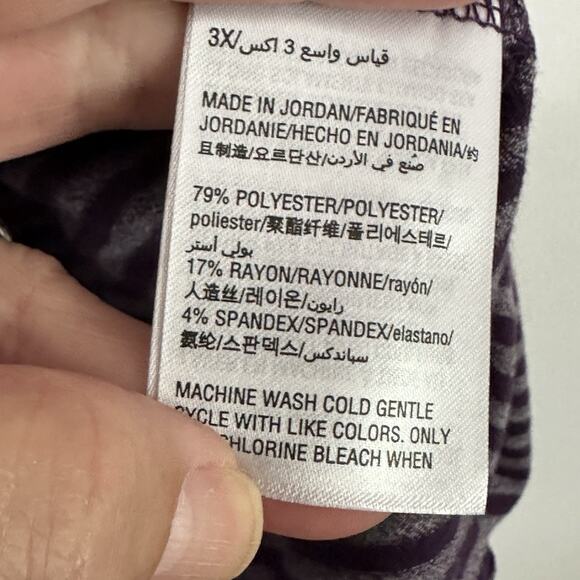 3X/قياس واسع 3 اكس
MADE IN JORDAN/FABRIQUÉ EN
JORDANIE/HECHO EN JORDANIA/约
旦制造/요르단산/صُنع في الأردن
79% POLYESTER/POLYESTER/
poliester/聚酯纤维/폴리에스테르/
بولي أستر
17% RAYON/RAYONNE/rayón/
人造丝/레이온/رايون
4% SPANDEX/SPANDEX/elastano/
氨纶/스판덱스/سباندكس
MACHINE WASH COLD GENTLE
CYCLE WITH LIKE COLORS. ONLY
CHLORINE BLEACH WHEN